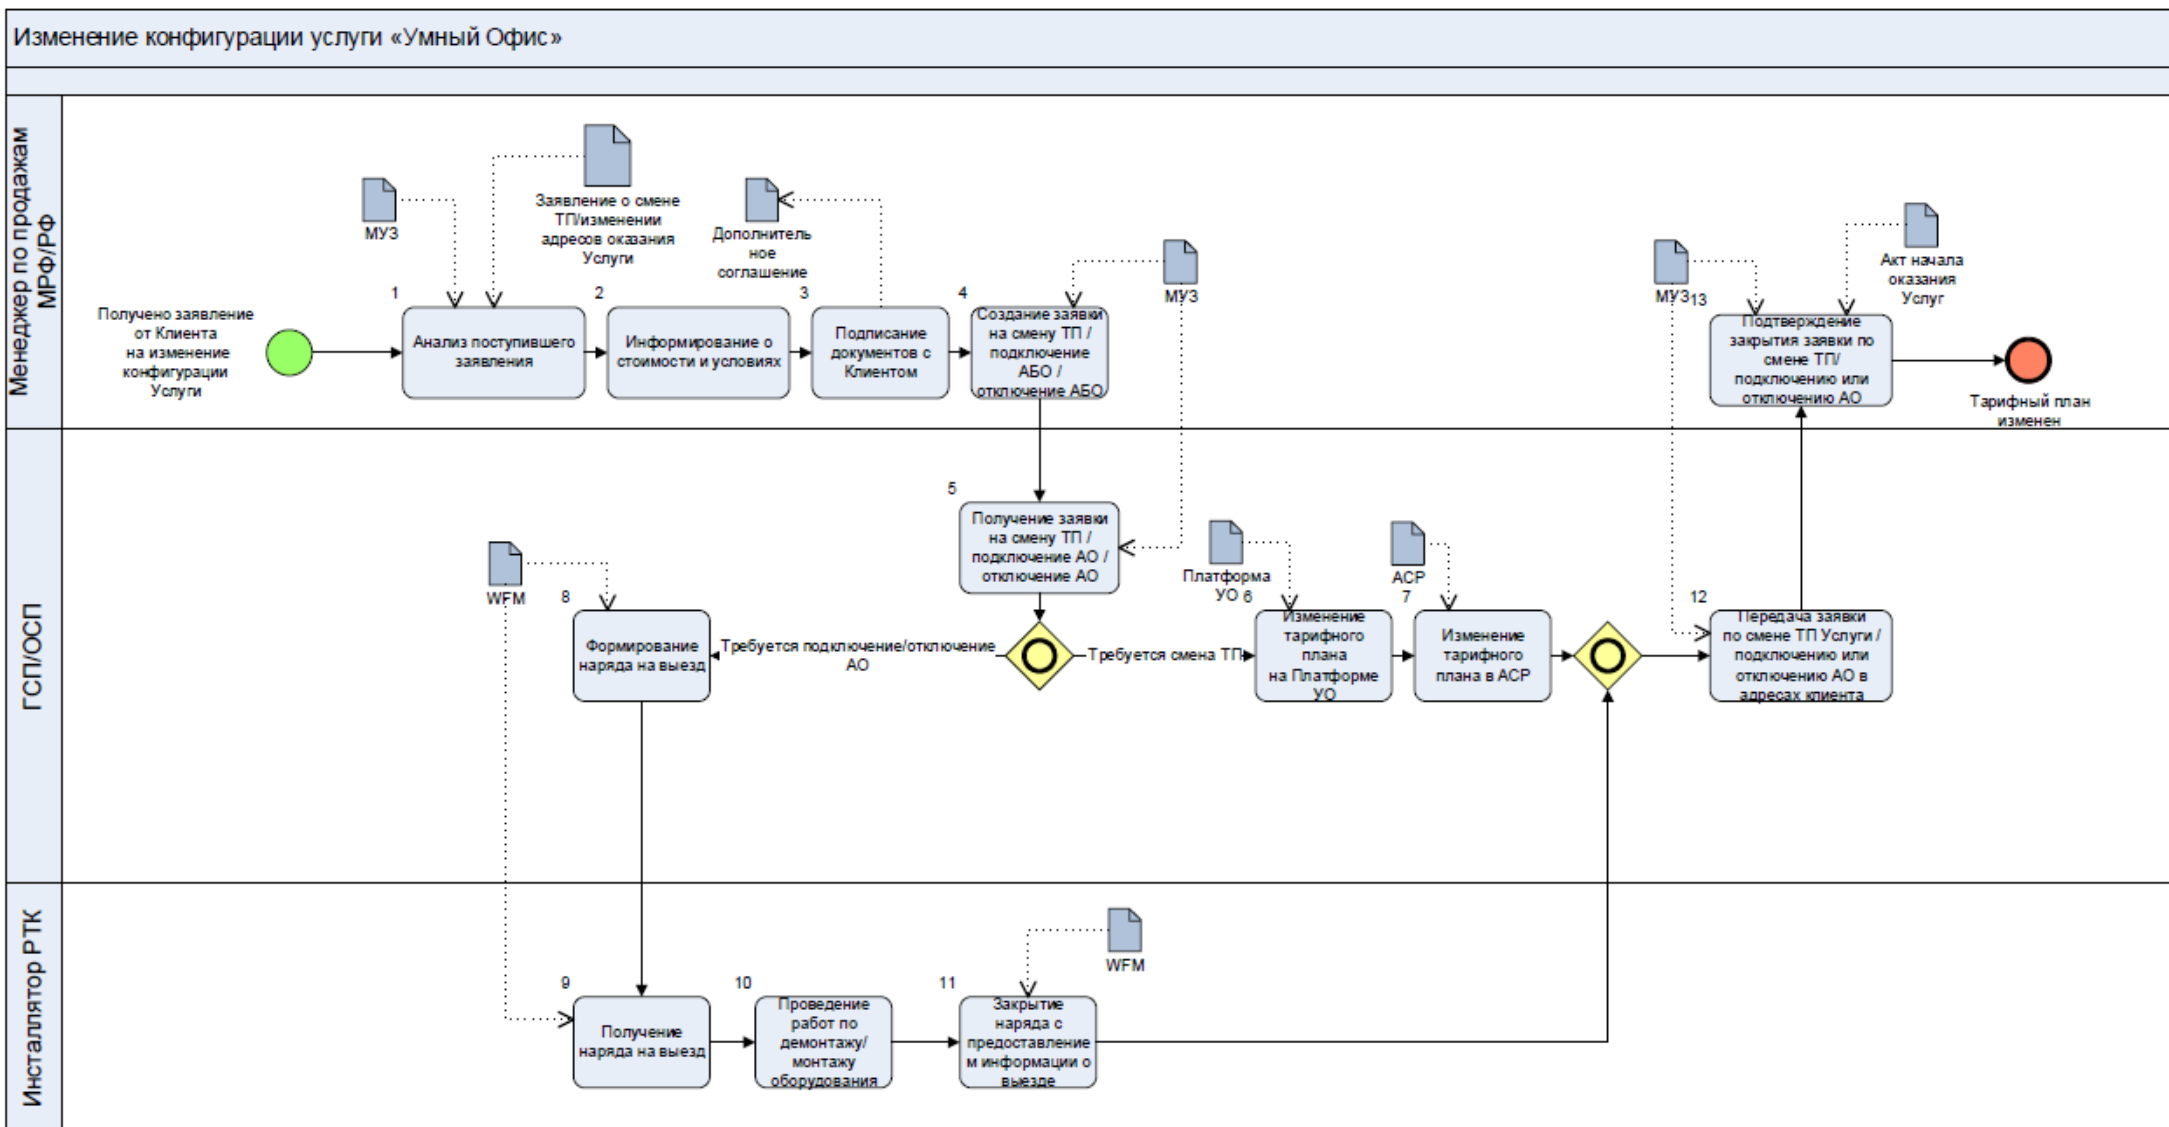 Изменение конфигурации услуги «Умный Офис»
Менеджер по продажам
МРФ/РФ
Получено заявление
от Клиента
на изменение
конфигурации
Услуги
МУЗ
Заявление о смене
ТП/изменении
адресов оказания
Услуги
Дополнитель
ное
соглашение
МУЗ
МУЗ
Акт начала
оказания
Услуг
1
Анализ поступившего
заявления
2
Информирование о
стоимости и условиях
3
Подписание
документов с
Клиентом
4
Создание заявки
на смену ТП /
подключение
АБО /
отключение АБО
13
Подтверждение
закрытия заявки по
смене ТП/
подключению или
отключению АО
Тарифный план
изменен
ГСП/ОСП
5
Получение заявки
на смену ТП /
подключение АО /
отключение АО
WFM
8
Формирование
наряда на выезд
Требуется подключение/отключение
АО
Требуется смена ТП
Платформа
УО
6
Изменение
тарифного
плана
на Платформе
УО
АСР
7
Изменение
тарифного
плана в АСР
12
Передача заявки
по смене ТП Услуги /
подключению или
отключению АО в
адресах клиента
Инсталлятор РТК
9
Получение
наряда на выезд
10
Проведение
работ по
демонтажу/
монтажу
оборудования
11
Закрытие
наряда с
предоставление
м информации о
выезде
WFM